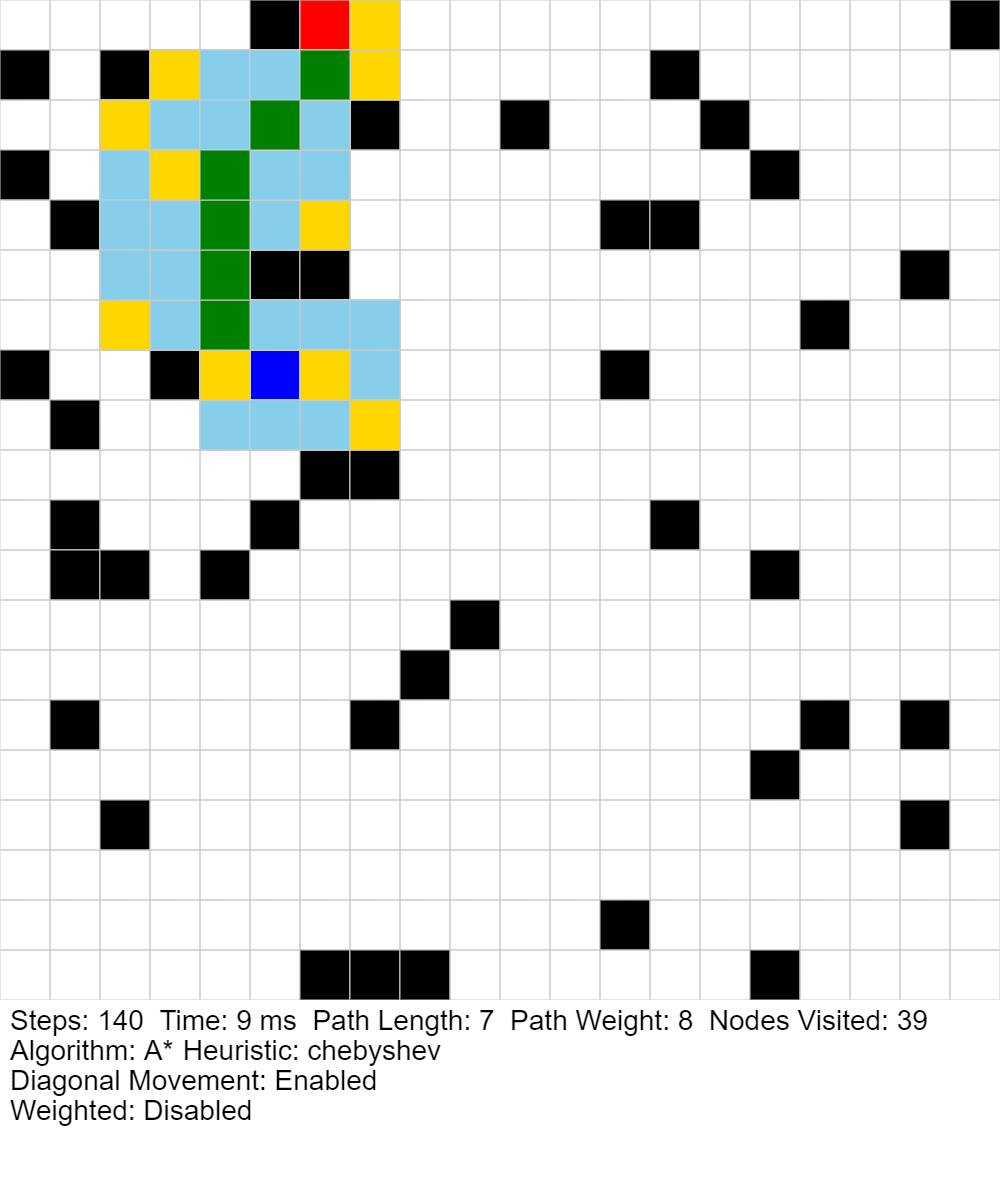 Steps: 140  Time: 9 ms  Path Length: 7  Path Weight: 8  Nodes Visited: 39
Algorithm: A* Heuristic: chebyshev
Diagonal Movement: Enabled
Weighted: Disabled